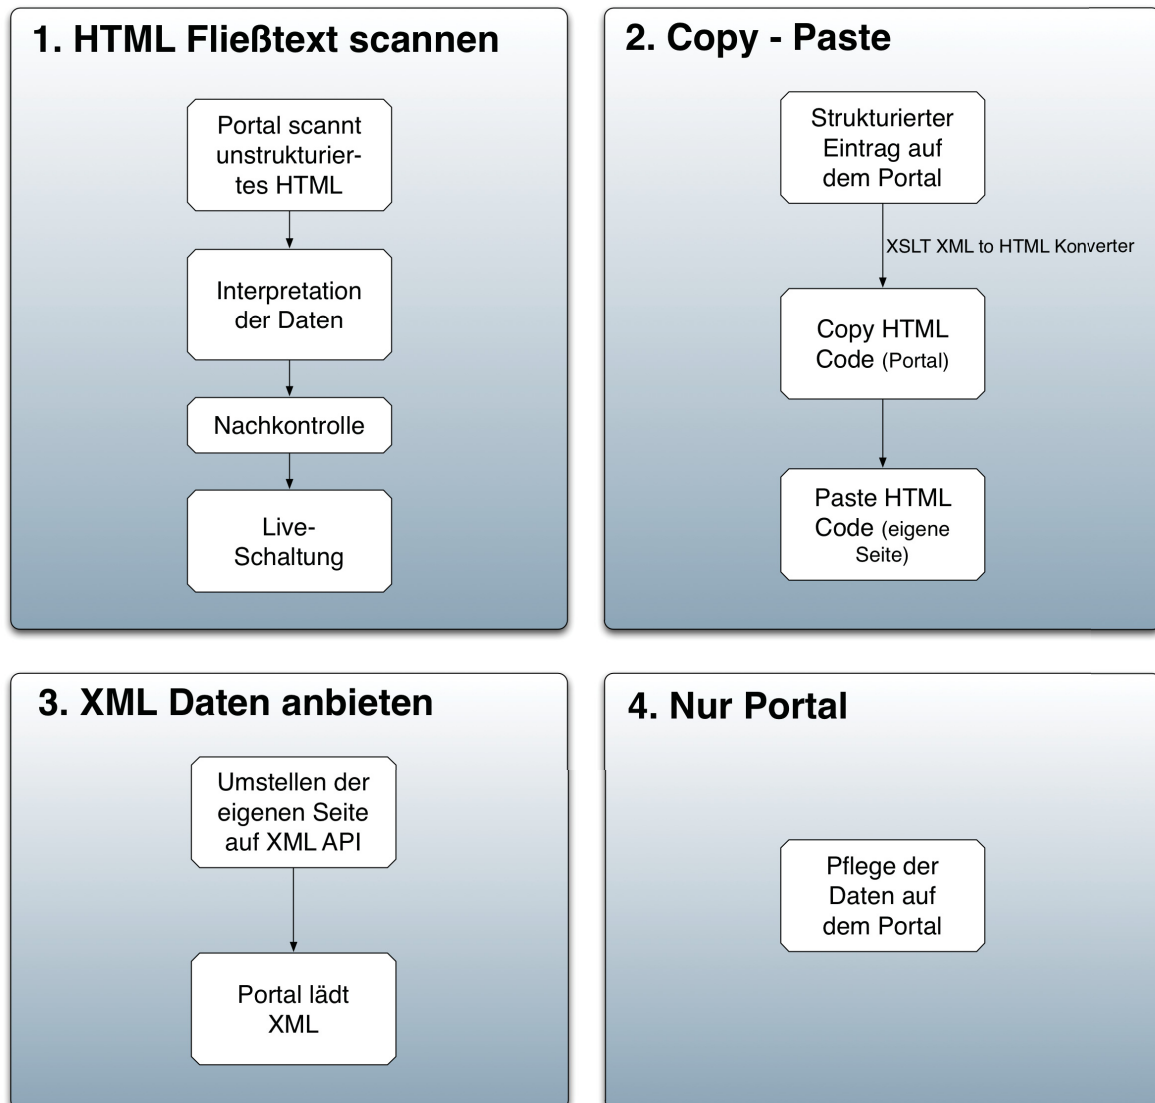 1. HTML Fließtext scannen
Portal scannt
unstrukturier-
tes HTML
Interpretation
der Daten
Nachkontrolle
Live-
Schaltung
2. Copy - Paste
Strukturierter
Eintrag auf
dem Portal
XSLT XML to HTML Konverter
Copy HTML
Code (Portal)
Paste HTML
Code (eigene
Seite)
3. XML Daten anbieten
Umstellen der
eigenen Seite
auf XML API
Portal lädt
XML
4. Nur Portal
Pflege der
Daten auf
dem Portal